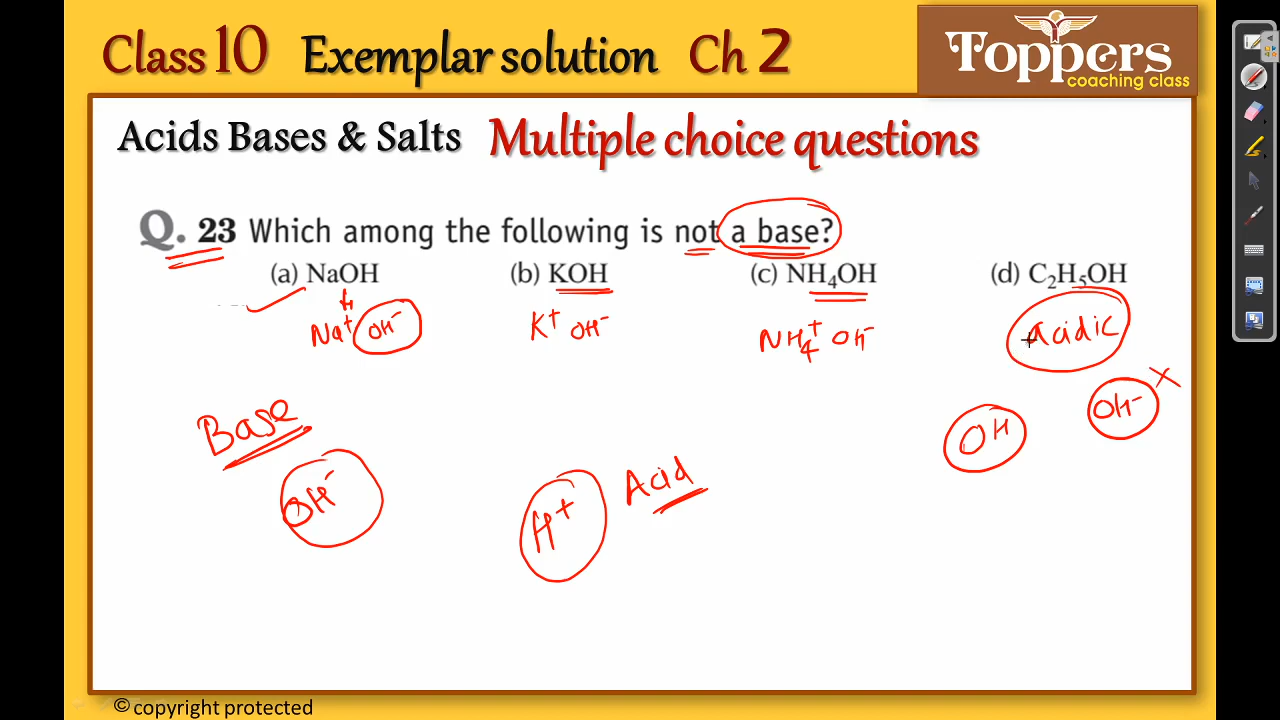 Class 10 Exemplar solution Ch 2
Toppers
coaching class
Acids Bases & Salts Multiple choice questions
Q. 23 Which among the following is not a base?
(a) NaOH (b) KOH (c) NH₄OH (d) C₂H₅OH
Na⁺ OH⁻ K⁺ OH⁻ NH₄⁺ OH⁻ acidic
OH⁻
Base OH
OH⁻ H⁺ Acid
© copyright protected